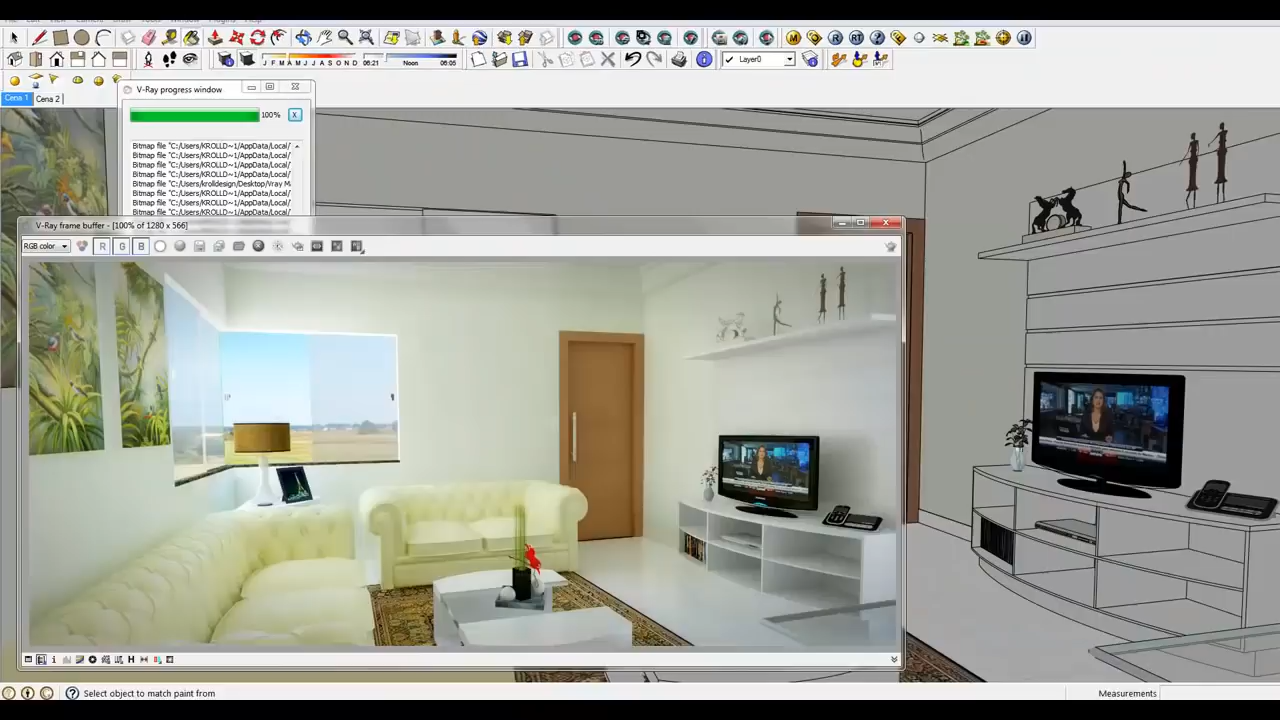 J F M A M J J A S O N D
06:21
Noon
06:05
Layer0
Cena 1
Cena 2
V-Ray progress window
100%
X
Bitmap file "C:/Users/KROLLD~1/AppData/Local/
Bitmap file "C:/Users/KROLLD~1/AppData/Local/
Bitmap file "C:/Users/KROLLD~1/AppData/Local/
Bitmap file "C:/Users/KROLLD~1/AppData/Local/
Bitmap file "C:/Users/krolldesign/Desktop/Vray M
Bitmap file "C:/Users/KROLLD~1/AppData/Local/
Bitmap file "C:/Users/KROLLD~1/AppData/Local/
Bitmap file "C:/Users/KROLLD~1/AppData/Local/
V-Ray frame buffer - [100% of 1280 x 566]
RGB color
R
G
B
Select object to match paint from
Measurements